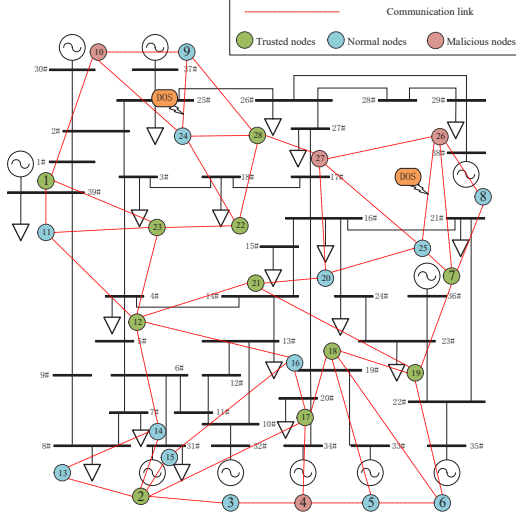 Communication link
Trusted nodes Normal nodes Malicious nodes
10 9
30# 37#
DOS 25# 26# 28# 29#
2# 24 28 27# 26
27 38#
1# 3# 18# 17# DOS
1 39# 8
11 23 22 16# 21#
15# 25
21 20 7
4# 14# 24# 36#
12
5# 13# 18 23#
16 19# 19
9# 6# 12#
20# 22#
7# 11# 10# 17
14
8# 31# 32# 34# 33# 35#
15
13
2 3 4 5 6